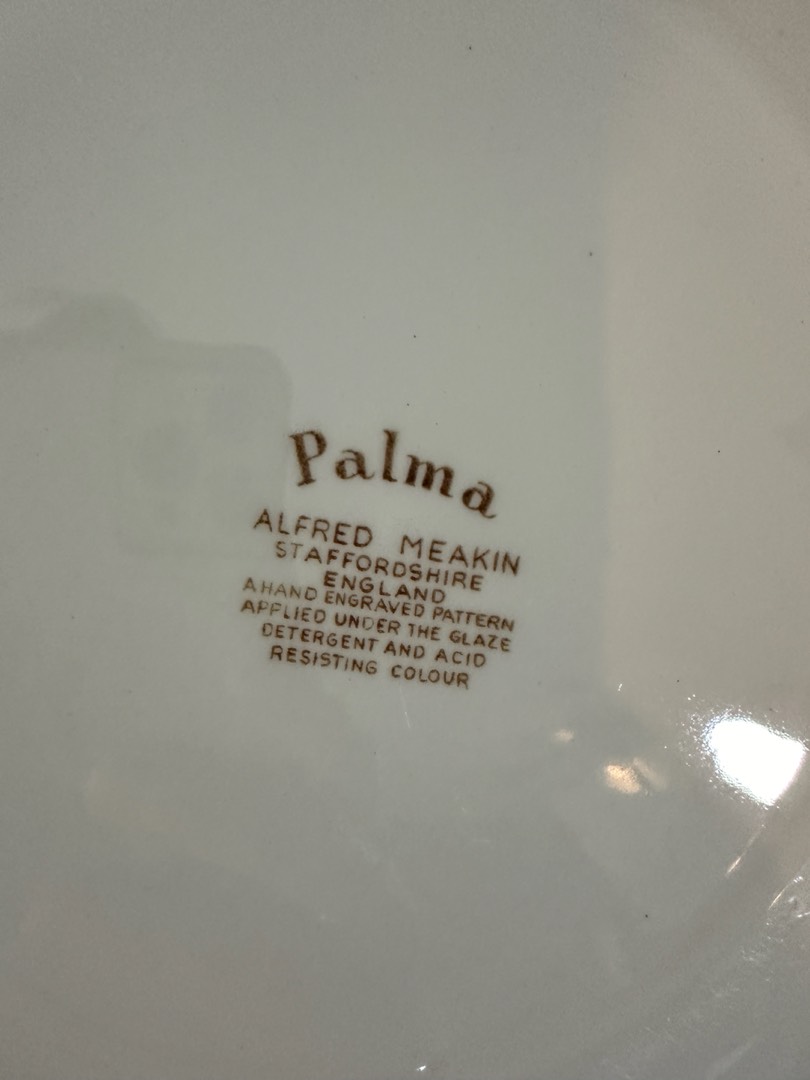 Palma
ALFRED MEAKIN
STAFFORDSHIRE
ENGLAND
A HAND ENGRAVED PATTERN
APPLIED UNDER THE GLAZE
DETERGENT AND ACID
RESISTING COLOUR